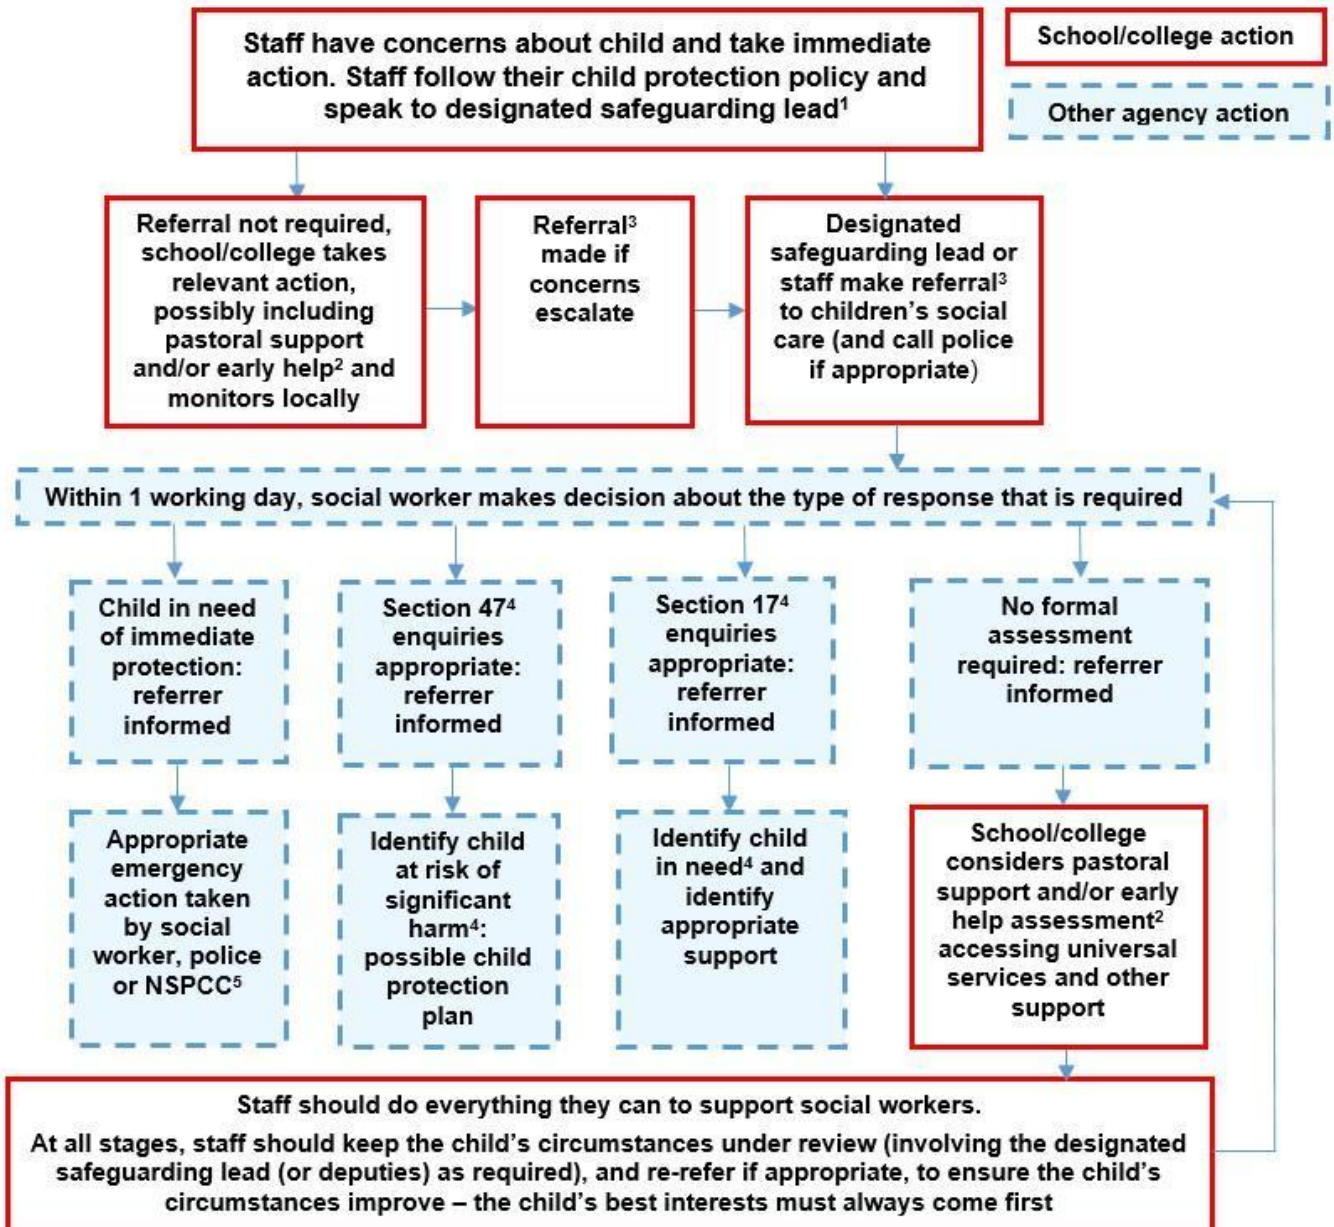 Staff have concerns about child and take immediate
action. Staff follow their child protection policy and
speak to designated safeguarding lead¹
School/college action
Other agency action
Referral not required,
school/college takes
relevant action,
possibly including
pastoral support
and/or early help² and
monitors locally
Referral³
made if
concerns
escalate
Designated
safeguarding lead or
staff make referral³
to children’s social
care (and call police
if appropriate)
Within 1 working day, social worker makes decision about the type of response that is required
Child in need
of immediate
protection:
referrer
informed
Section 47⁴
enquiries
appropriate:
referrer
informed
Section 17⁴
enquiries
appropriate:
referrer
informed
No formal
assessment
required: referrer
informed
Appropriate
emergency
action taken
by social
worker, police
or NSPCC⁵
Identify child
at risk of
significant
harm⁴:
possible child
protection
plan
Identify child
in need⁴ and
identify
appropriate
support
School/college
considers pastoral
support and/or early
help assessment²
accessing universal
services and other
support
Staff should do everything they can to support social workers.
At all stages, staff should keep the child’s circumstances under review (involving the designated
safeguarding lead (or deputies) as required), and re-refer if appropriate, to ensure the child’s
circumstances improve – the child’s best interests must always come first